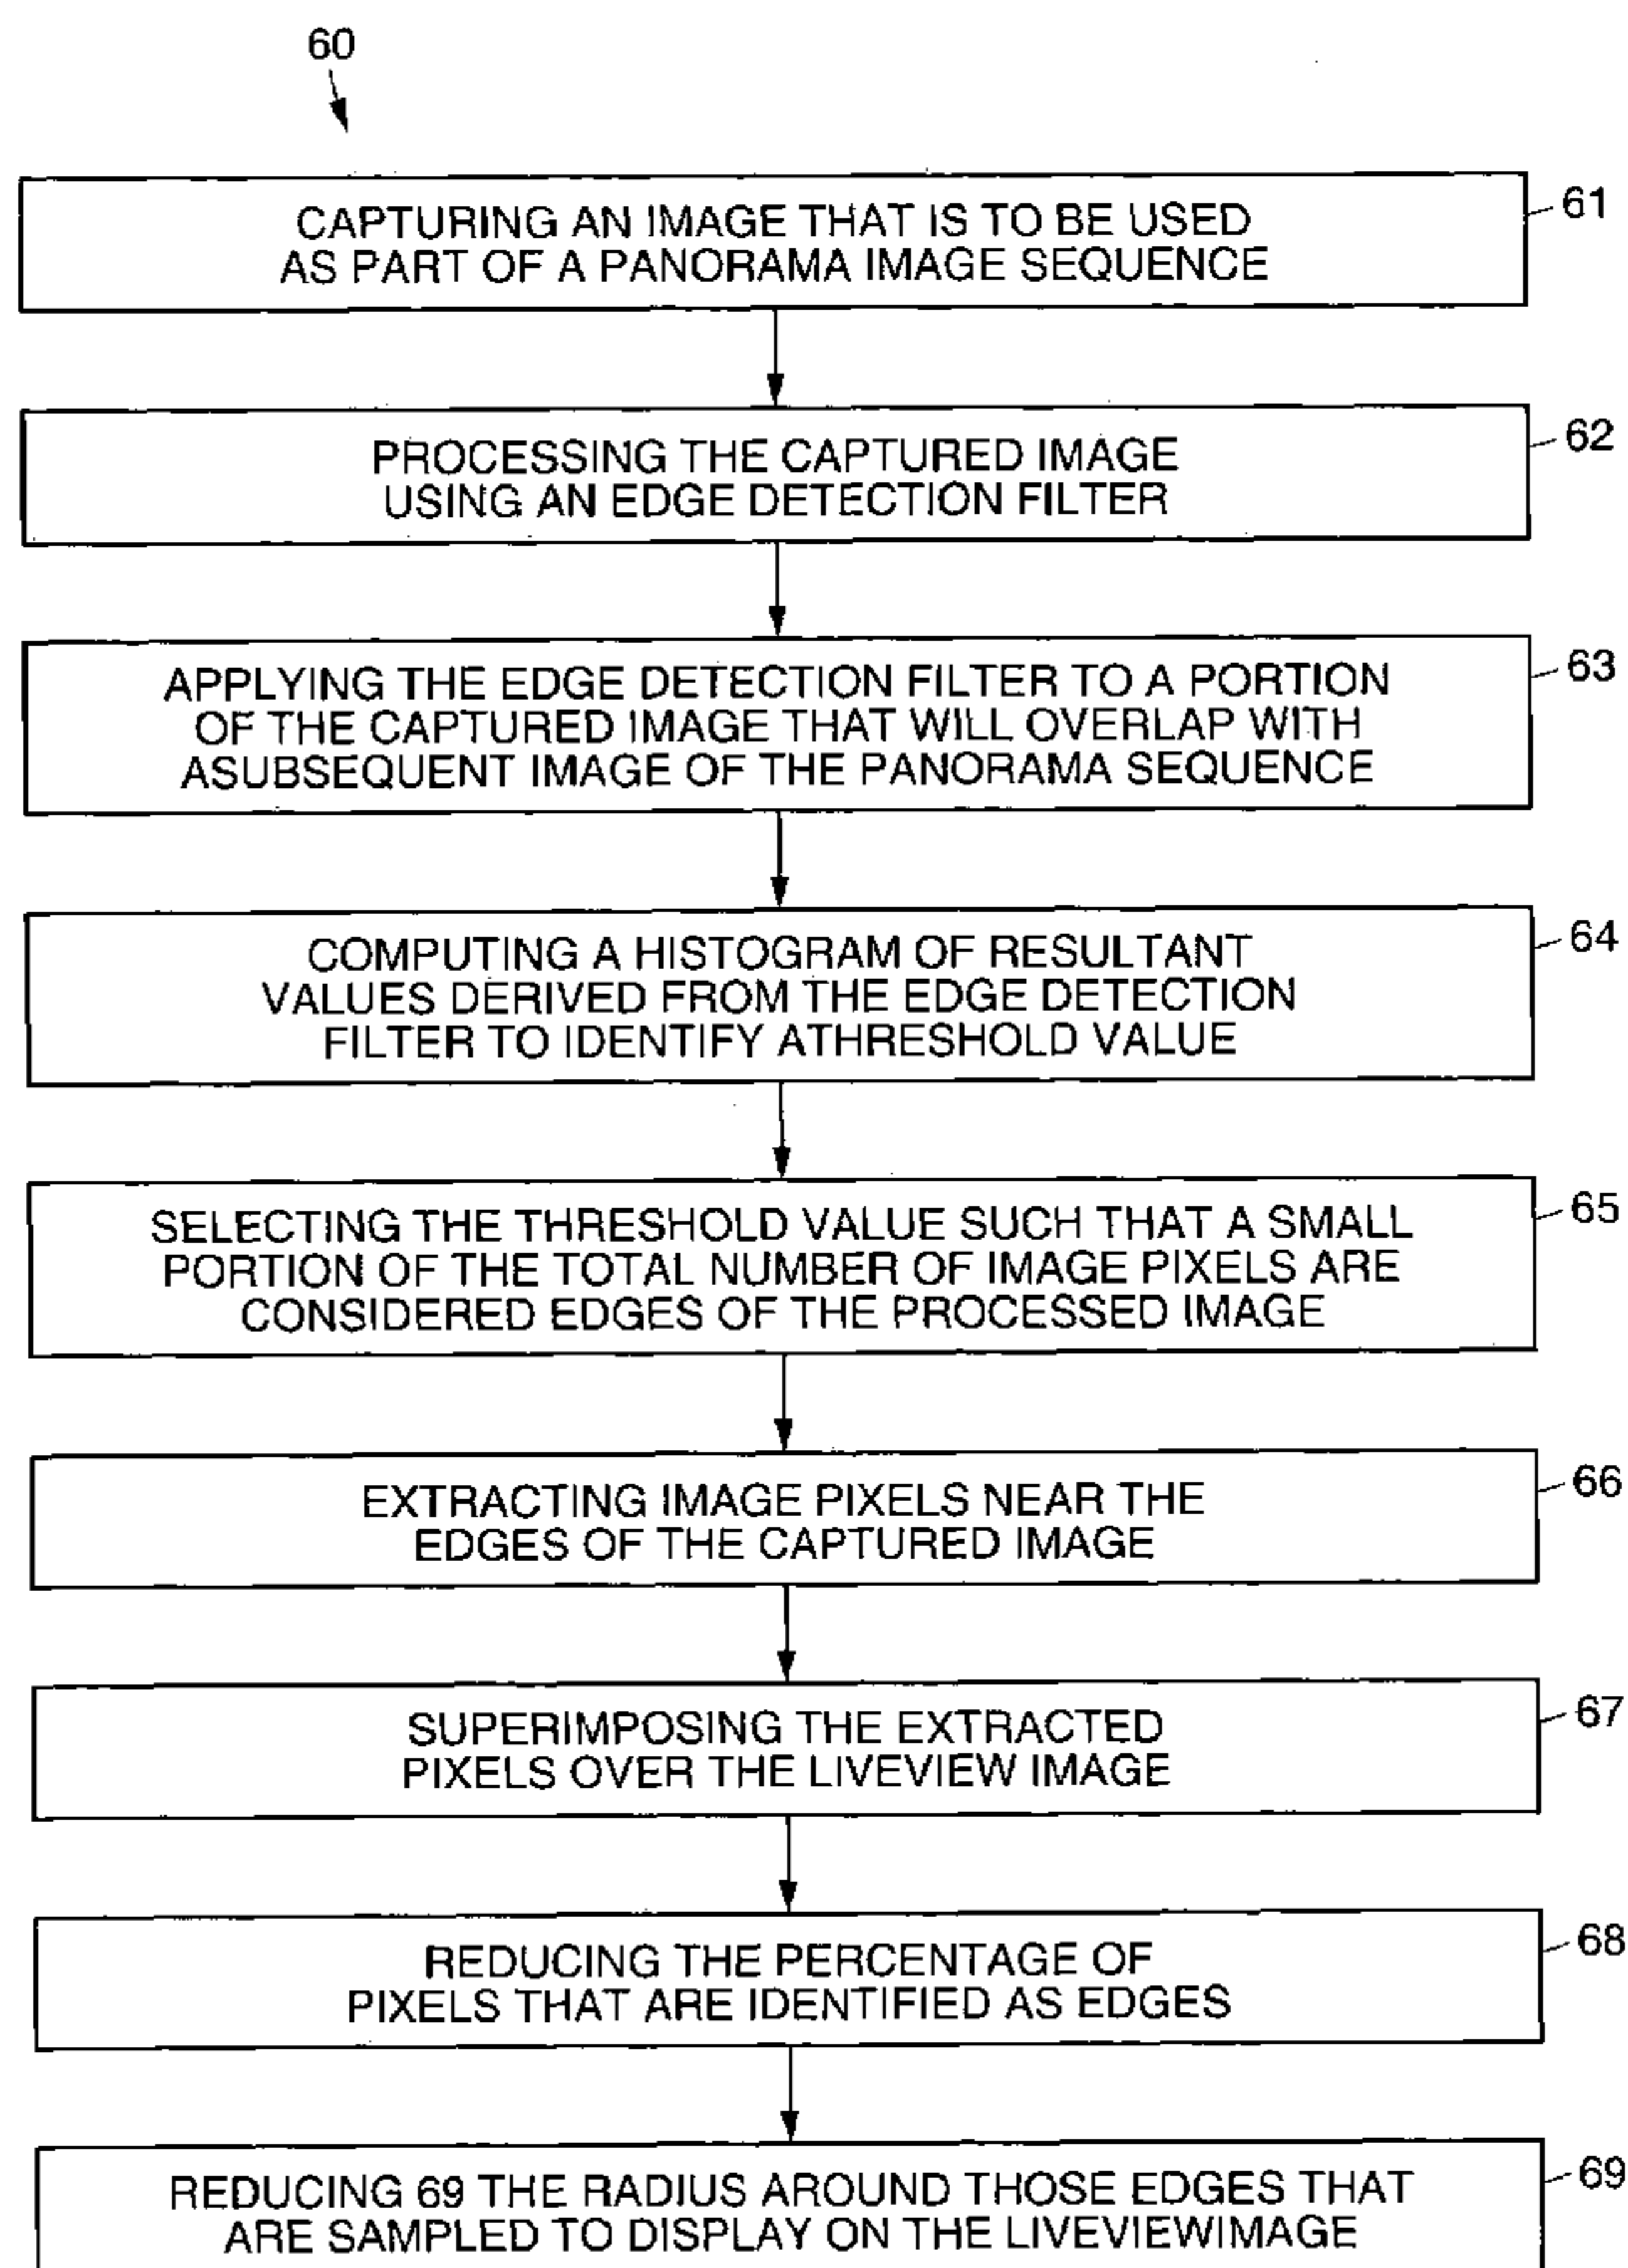 60
CAPTURING AN IMAGE THAT IS TO BE USED
AS PART OF A PANORAMA IMAGE SEQUENCE
61
PROCESSING THE CAPTURED IMAGE
USING AN EDGE DETECTION FILTER
62
APPLYING THE EDGE DETECTION FILTER TO A PORTION
OF THE CAPTURED IMAGE THAT WILL OVERLAP WITH
ASUBSEQUENT IMAGE OF THE PANORAMA SEQUENCE
63
COMPUTING A HISTOGRAM OF RESULTANT
VALUES DERIVED FROM THE EDGE DETECTION
FILTER TO IDENTIFY ATHRESHOLD VALUE
64
SELECTING THE THRESHOLD VALUE SUCH THAT A SMALL
PORTION OF THE TOTAL NUMBER OF IMAGE PIXELS ARE
CONSIDERED EDGES OF THE PROCESSED IMAGE
65
EXTRACTING IMAGE PIXELS NEAR THE
EDGES OF THE CAPTURED IMAGE
66
SUPERIMPOSING THE EXTRACTED
PIXELS OVER THE LIVEVIEW IMAGE
67
REDUCING THE PERCENTAGE OF
PIXELS THAT ARE IDENTIFIED AS EDGES
68
REDUCING 69 THE RADIUS AROUND THOSE EDGES THAT
ARE SAMPLED TO DISPLAY ON THE LIVEVIEWIMAGE
69